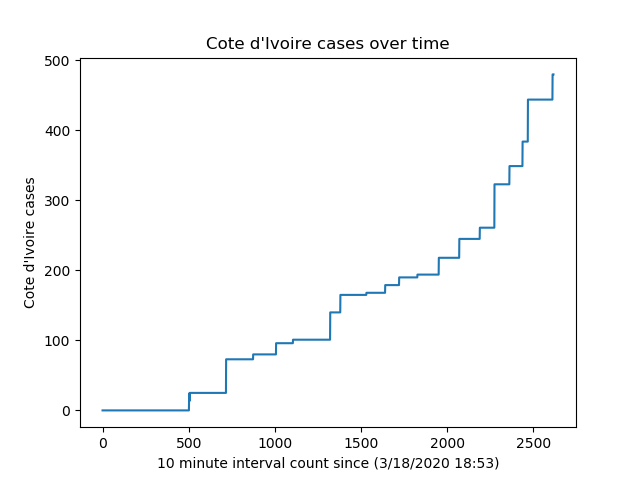 Cote d'Ivoire cases over time
Cote d'Ivoire cases
500
400
300
200
100
0
0 500 1000 1500 2000 2500
10 minute interval count since (3/18/2020 18:53)